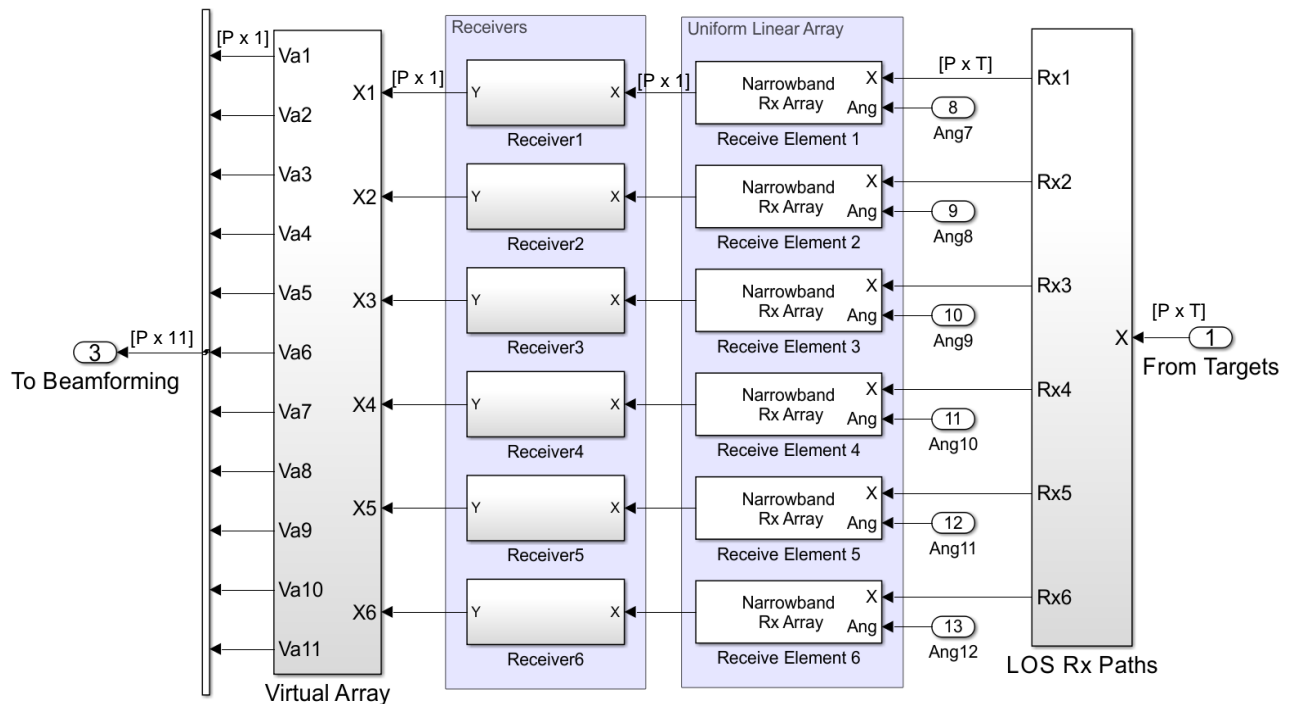 Receivers
Uniform Linear Array
[P x 1]
Va1
Va2
Va3
Va4
Va5
Va6
Va7
Va8
Va9
Va10
Va11
X1
X2
X3
X4
X5
X6
Virtual Array
[P x 11]
3
To Beamforming
[P x 1]
Y
X
Receiver1
Y
X
Receiver2
Y
X
Receiver3
Y
X
Receiver4
Y
X
Receiver5
Y
X
Receiver6
[P x 1]
Narrowband
Rx Array
X
Ang
Receive Element 1
Narrowband
Rx Array
X
Ang
Receive Element 2
Narrowband
Rx Array
X
Ang
Receive Element 3
Narrowband
Rx Array
X
Ang
Receive Element 4
Narrowband
Rx Array
X
Ang
Receive Element 5
Narrowband
Rx Array
X
Ang
Receive Element 6
[P x T]
8
Ang7
9
Ang8
10
Ang9
11
Ang10
12
Ang11
13
Ang12
Rx1
Rx2
Rx3
Rx4
Rx5
Rx6
X
LOS Rx Paths
[P x T]
1
From Targets